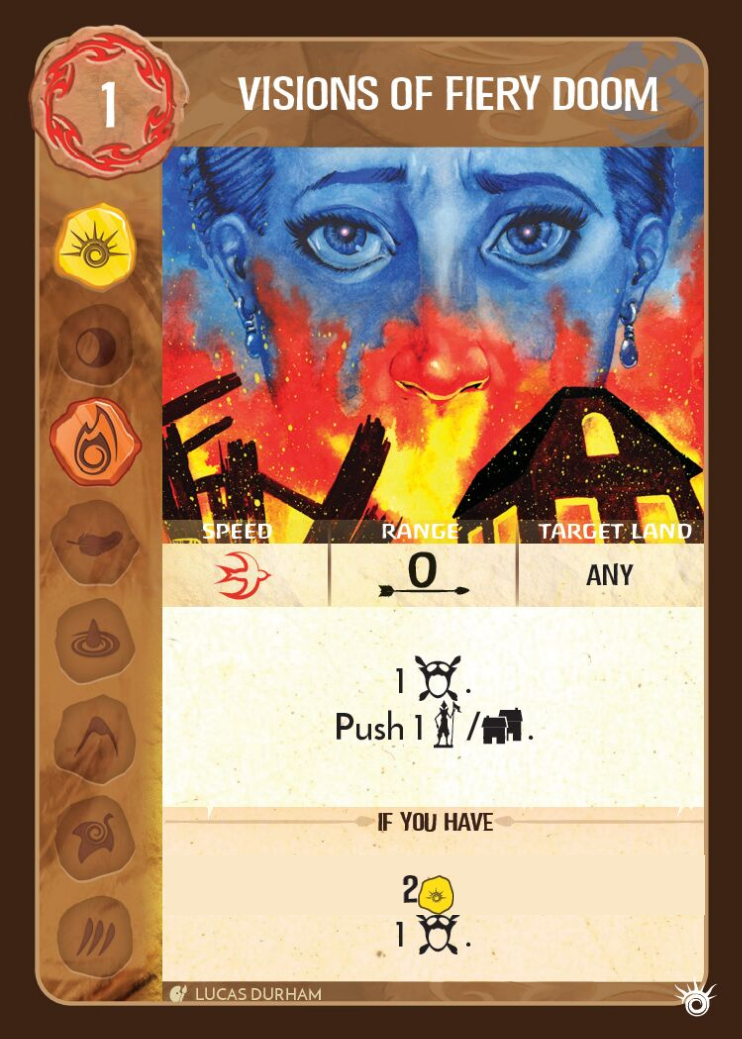 1
VISIONS OF FIERY DOOM
SPEED RANGE TARGET LAND
0 ANY
1 .
Push 1 / .
IF YOU HAVE
2
1 .
LUCAS DURHAM